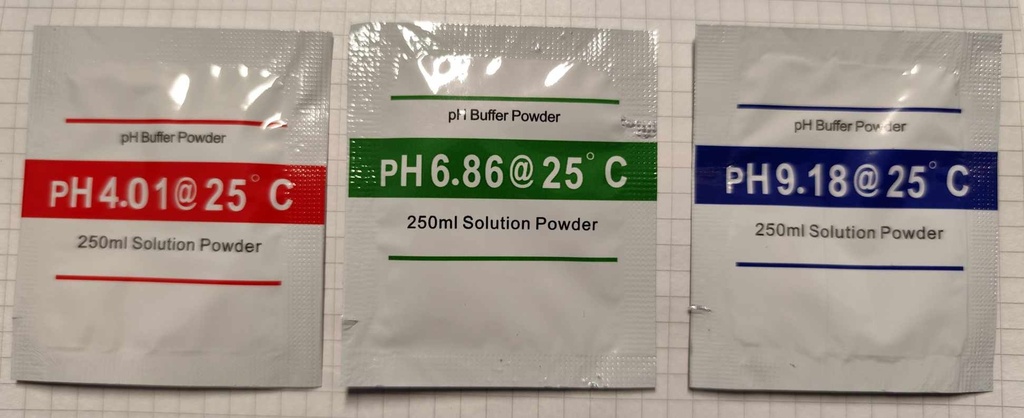 pH Buffer Powder
PH 4.01@25°C
250ml Solution Powder
pH Buffer Powder
PH 6.86@25°C
250ml Solution Powder
pH Buffer Powder
PH 9.18@25°C
250ml Solution Powder